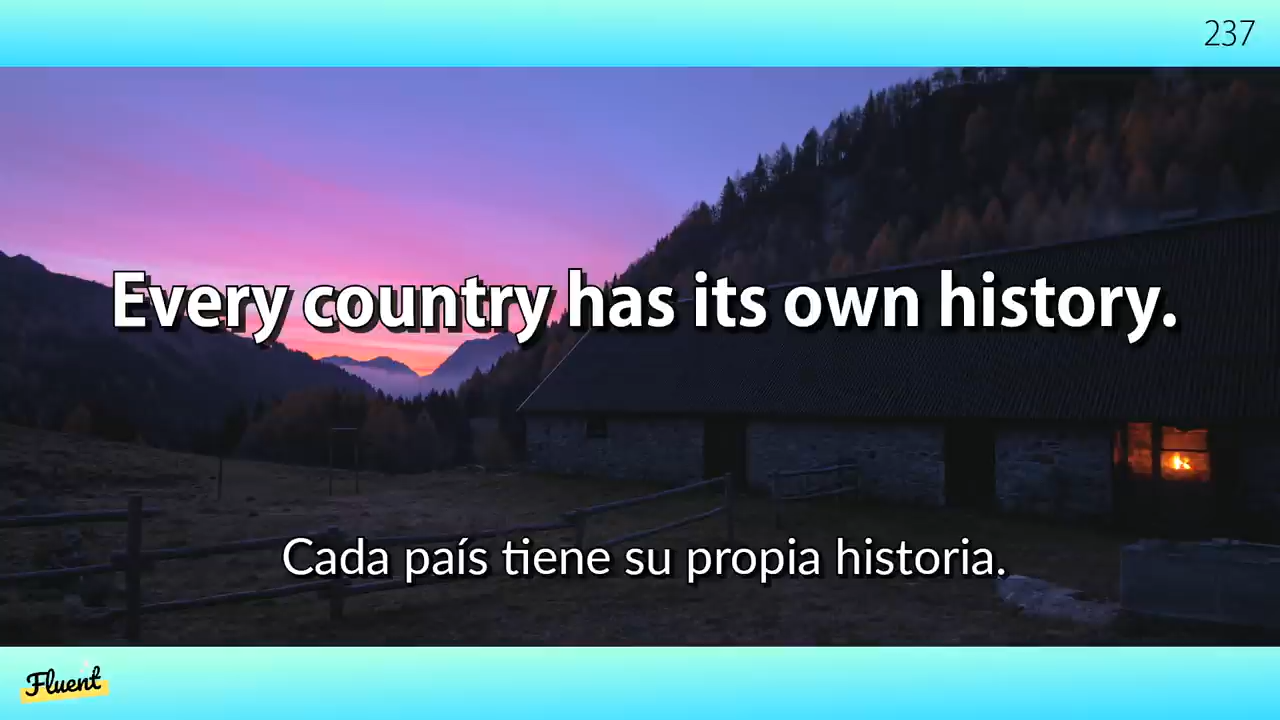 237
Every country has its own history.
Cada país tiene su propia historia.
Fluent